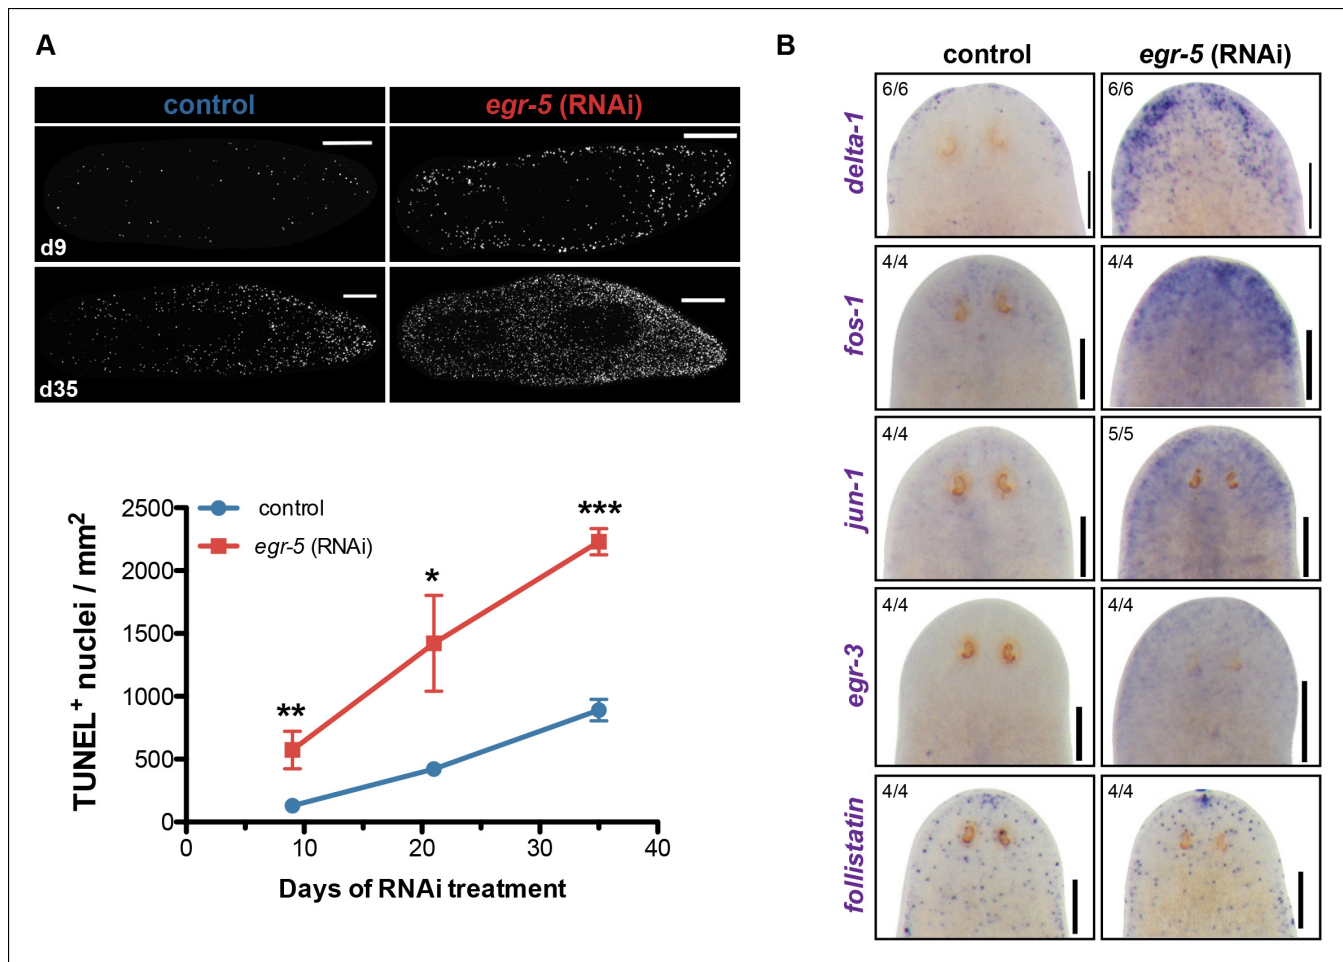 A
control
egr-5 (RNAi)
d9
d35
TUNEL+ nuclei / mm2
2500
2000
1500
1000
500
0
control
egr-5 (RNAi)
**
*
***
0
10
20
30
40
Days of RNAi treatment
B
control
egr-5 (RNAi)
delta-1
6/6
6/6
fos-1
4/4
4/4
jun-1
4/4
5/5
egr-3
4/4
4/4
follistatin
4/4
4/4